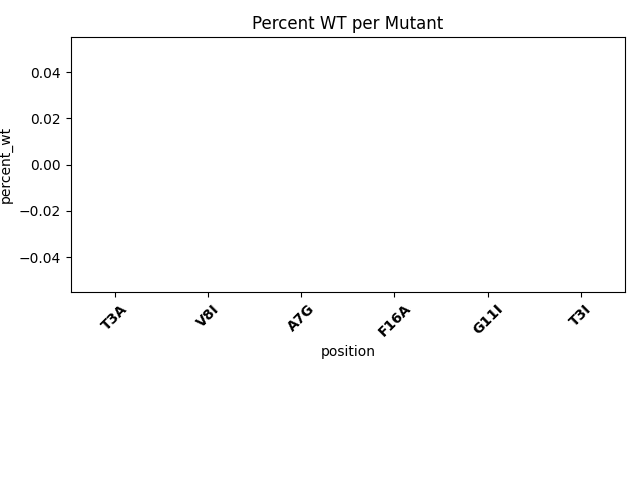 Percent WT per Mutant
percent_wt
0.04
0.02
0.00
−0.02
−0.04
T3A V8I A7G F16A G11I T3I
position